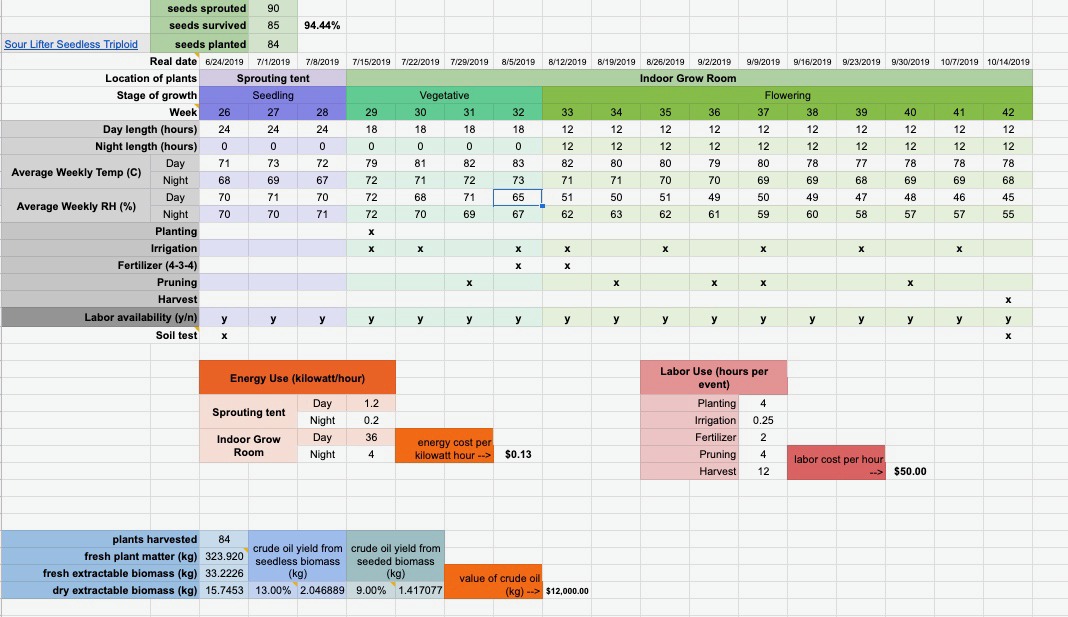 seeds sprouted 90
seeds survived 85 94.44%
Sour Lifter Seedless Triploid seeds planted 84
Real date 6/24/2019 7/1/2019 7/8/2019 7/15/2019 7/22/2019 7/29/2019 8/5/2019 8/12/2019 8/19/2019 8/26/2019 9/2/2019 9/9/2019 9/16/2019 9/23/2019 9/30/2019 10/7/2019 10/14/2019
Location of plants Sprouting tent Indoor Grow Room
Stage of growth Seedling Vegetative Flowering
Week 26 27 28 29 30 31 32 33 34 35 36 37 38 39 40 41 42
Day length (hours) 24 24 24 18 18 18 18 12 12 12 12 12 12 12 12 12 12
Night length (hours) 0 0 0 0 0 0 0 12 12 12 12 12 12 12 12 12 12
Average Weekly Temp (C) Day 71 73 72 79 81 82 83 82 80 80 79 80 78 77 78 78 78
Night 68 69 67 72 71 72 73 71 71 70 70 69 69 68 69 69 68
Average Weekly RH (%) Day 70 71 70 72 68 71 65 51 50 51 49 50 49 47 48 46 45
Night 70 70 71 72 70 69 67 62 63 62 61 59 60 58 57 57 55
Planting x
Irrigation x x x x x x x x
Fertilizer (4-3-4) x x
Pruning x x x x x
Harvest x
Labor availability (y/n) y y y y y y y y y y y y y y y y y
Soil test x x
Energy Use (kilowatt/hour)
Sprouting tent Day 1.2
Night 0.2
Indoor Grow Room Day 36
Night 4
energy cost per
kilowatt hour --> $0.13
Labor Use (hours per
event)
Planting 4
Irrigation 0.25
Fertilizer 2
Pruning 4
Harvest 12
labor cost per hour
--> $50.00
plants harvested 84
fresh plant matter (kg) 323.920
fresh extractable biomass (kg) 33.2226
dry extractable biomass (kg) 15.7453
crude oil yield from
seedless biomass
(kg)
13.00% 2.046889
crude oil yield from
seeded biomass
(kg)
9.00% 1.417077
value of crude oil
(kg) --> $12,000.00